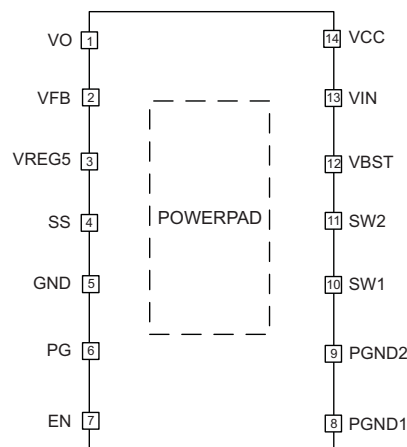 VO 1
14 VCC
VFB 2
13 VIN
VREG5 3
12 VBST
SS 4
POWERPAD
11 SW2
GND 5
10 SW1
PG 6
9 PGND2
EN 7
8 PGND1